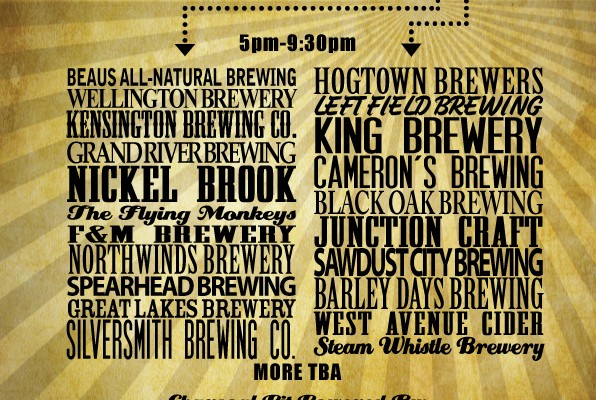 5pm-9:30pm
BEAUS ALL-NATURAL BREWING
WELLINGTON BREWERY
KENSINGTON BREWING CO.
GRAND RIVER BREWING
NICKEL BROOK
The Flying Monkeys
F&M BREWERY
NORTHWINDS BREWERY
SPEARHEAD BREWING
GREAT LAKES BREWERY
SILVERSMITH BREWING CO.
HOGTOWN BREWERS
LEFT FIELD BREWING
KING BREWERY
CAMERON´S BREWING
BLACK OAK BREWING
JUNCTION CRAFT
SAWDUST CITY BREWING
BARLEY DAYS BREWING
WEST AVENUE CIDER
Steam Whistle Brewery
MORE TBA